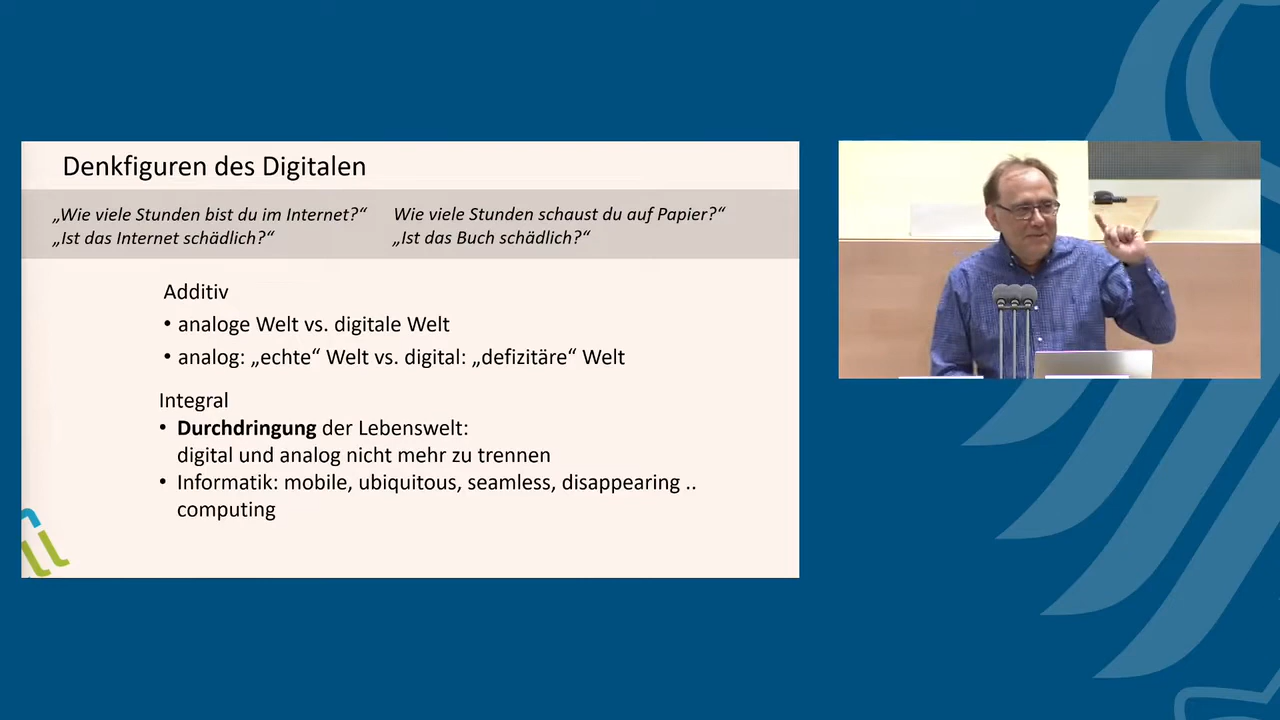 Denkfiguren des Digitalen
„Wie viele Stunden bist du im Internet?“
„Ist das Internet schädlich?“
Wie viele Stunden schaust du auf Papier?“
„Ist das Buch schädlich?“
Additiv
• analoge Welt vs. digitale Welt
• analog: „echte“ Welt vs. digital: „defizitäre“ Welt
Integral
• Durchdringung der Lebenswelt:
digital und analog nicht mehr zu trennen
• Informatik: mobile, ubiquitous, seamless, disappearing ..
computing